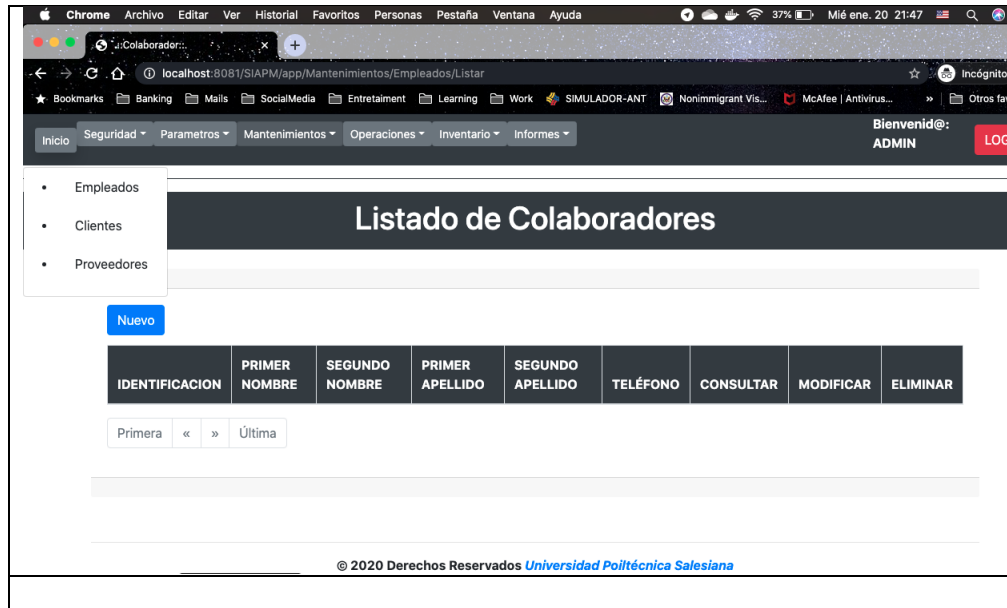 Chrome Archivo Editar Ver Historial Favoritos Personas Pestaña Ventana Ayuda 37% Mié ene. 20 21:47
.::Colaborador::.
localhost:8081/SIAPM/app/Mantenimientos/Empleados/Listar Incógnito
Bookmarks Banking Mails SocialMedia Entretaiment Learning Work SIMULADOR-ANT Nonimmigrant Vis... McAfee | Antivirus... » Otros fa
Inicio Seguridad Parametros Mantenimientos Operaciones Inventario Informes Bienvenid@: ADMIN LOG
• Empleados
• Clientes
• Proveedores
Listado de Colaboradores
Nuevo
IDENTIFICACION PRIMER NOMBRE SEGUNDO NOMBRE PRIMER APELLIDO SEGUNDO APELLIDO TELÉFONO CONSULTAR MODIFICAR ELIMINAR
Primera « » Última
© 2020 Derechos Reservados Universidad Poiltécnica Salesiana